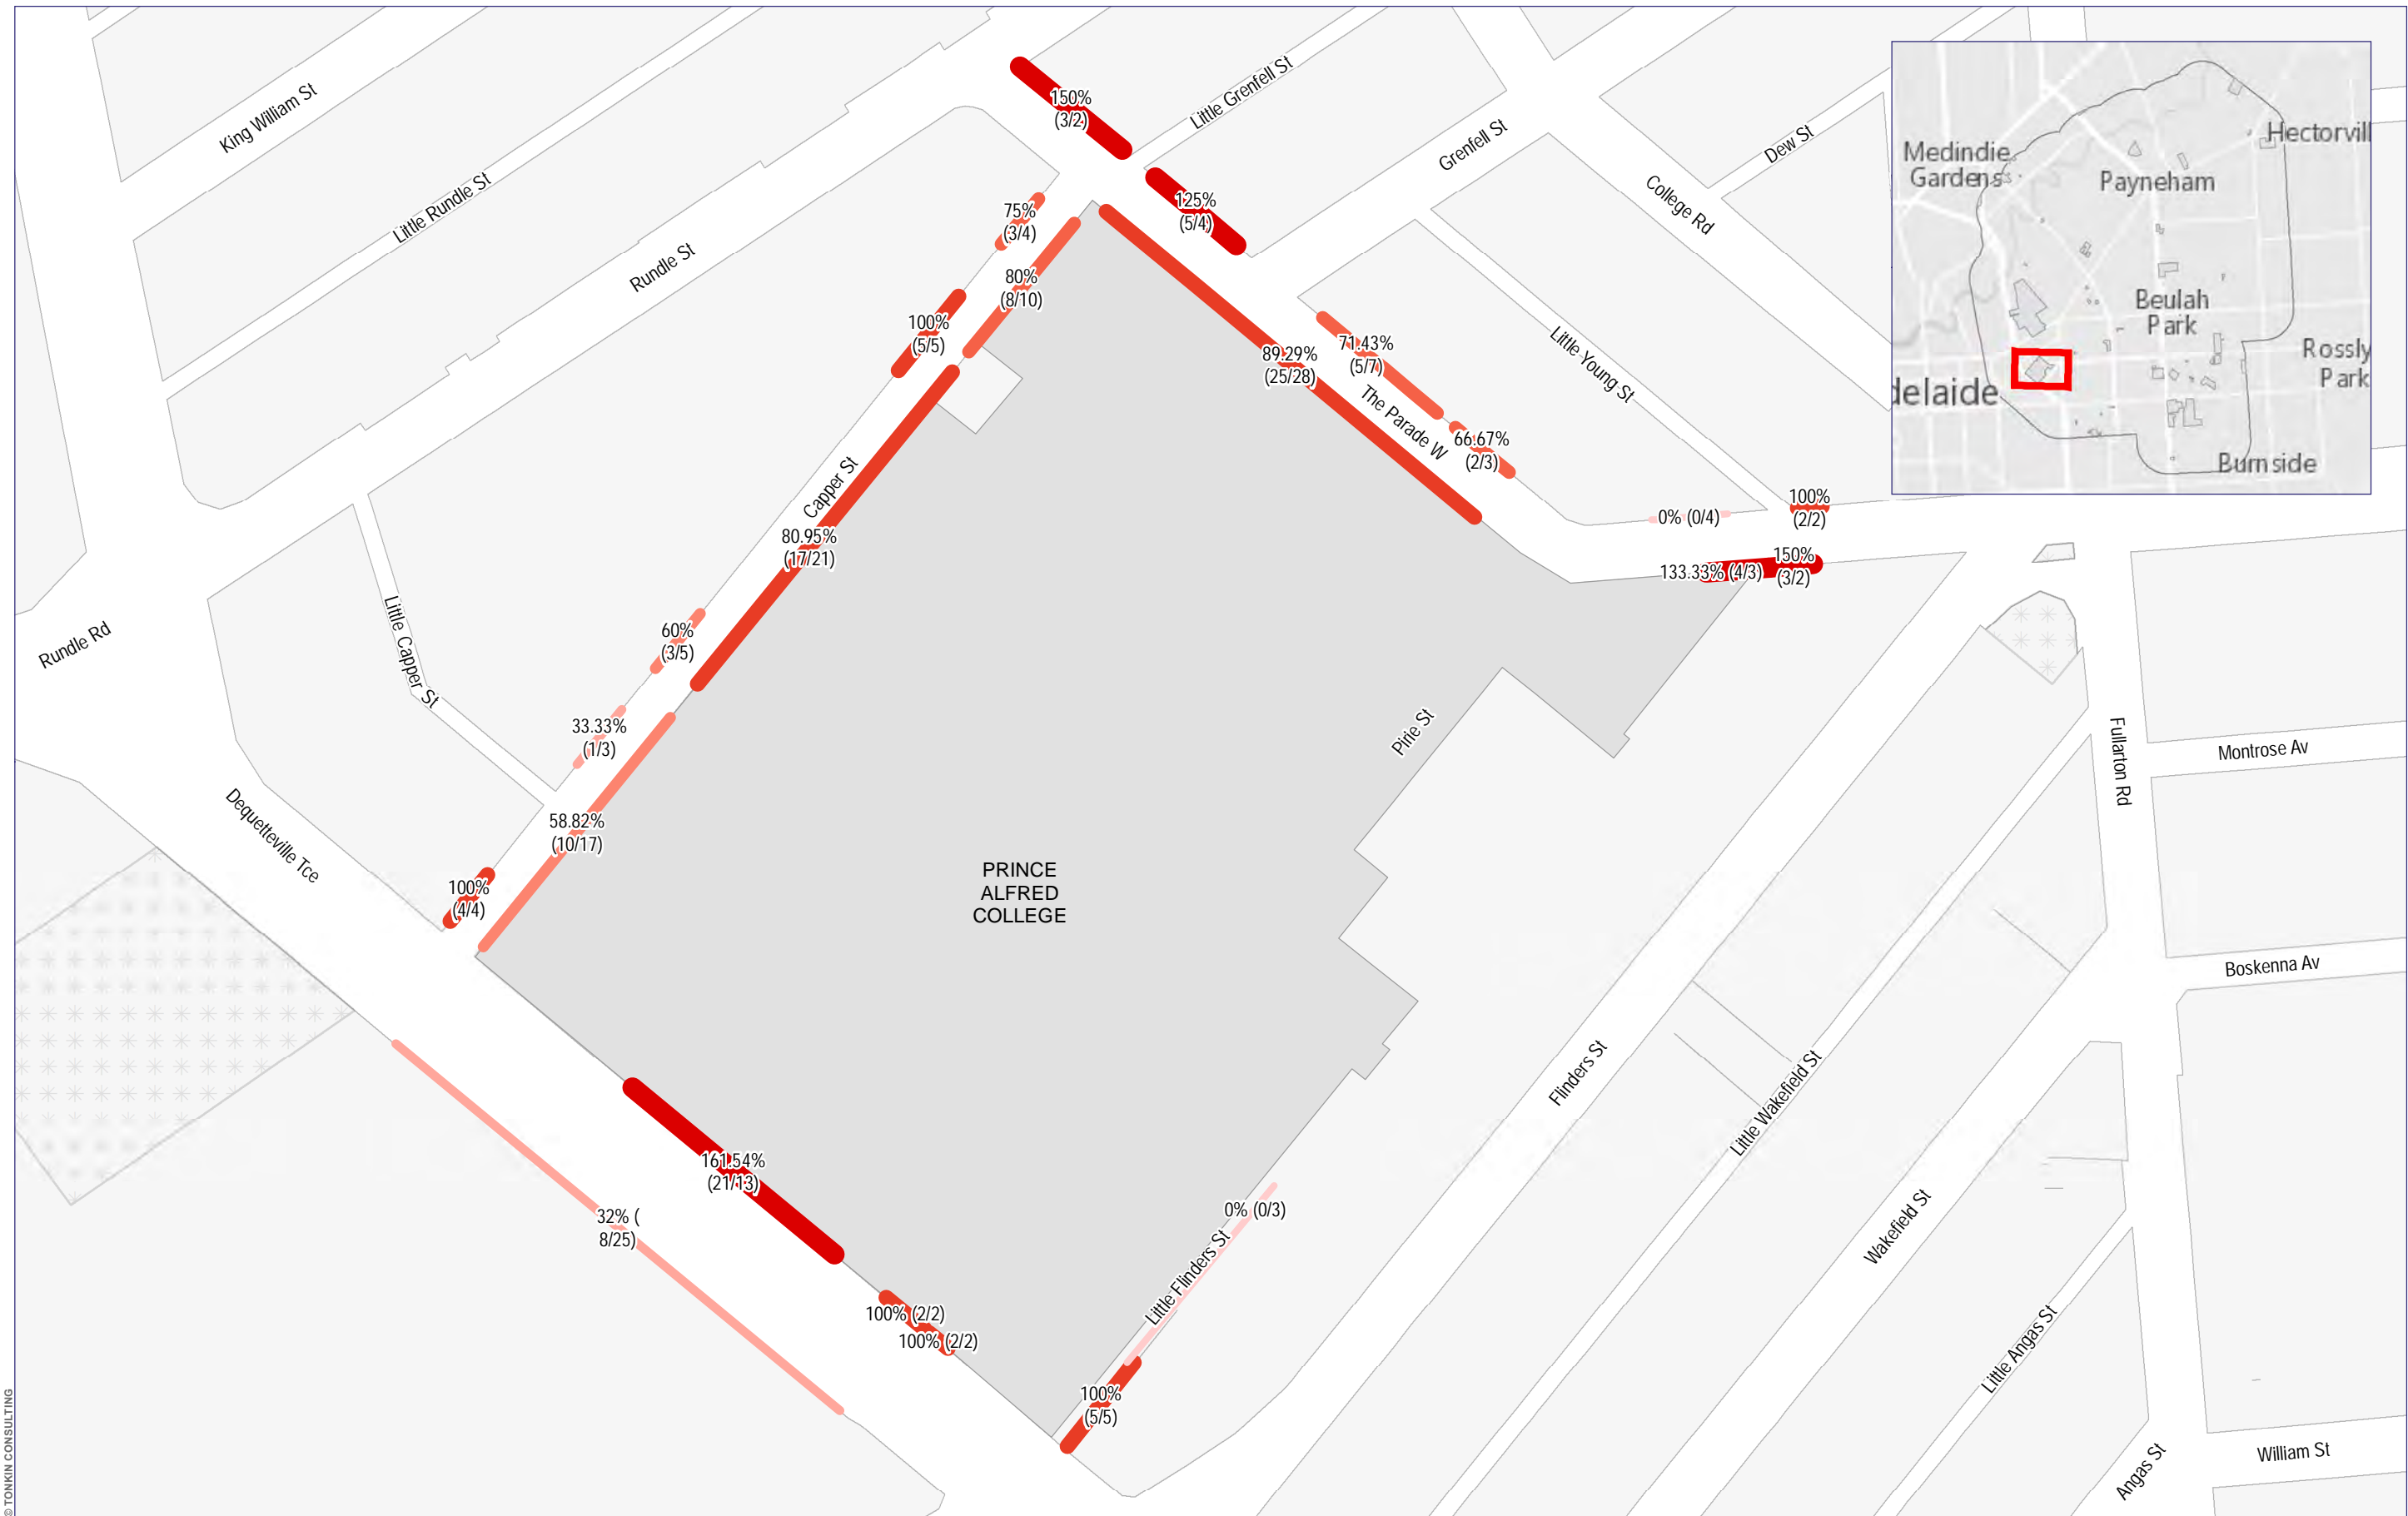 King William St
Little Rundle St
Rundle St
150%
(3/2)
Little Grenfell St
Grenfell St
Dew St
College Rd
125%
(5/4)
75%
(3/4)
80%
(8/10)
100%
(5/5)
89.29%
(25/28)
71.43%
(5/7)
The Parade W
66.67%
(2/3)
Little Young St
0% (0/4)
100%
(2/2)
133.33% (4/3)
150%
(3/2)
Medindie
Gardens
Hectorvill
Payneham
Beulah
Park
Rossly
Park
delaide
Burnside
Capper St
80.95%
(17/21)
60%
(3/5)
33.33%
(1/3)
58.82%
(10/17)
100%
(4/4)
Little Capper St
Rundle Rd
Dequetteville Tce
PRINCE
ALFRED
COLLEGE
Pirie St
Fullarton Rd
Montrose Av
Boskenna Av
Flinders St
Little Wakefield St
Wakefield St
161.54%
(21/13)
32% (
8/25)
100% (2/2)
100% (2/2)
0% (0/3)
Little Flinders St
100%
(5/5)
Little Angas St
Angas St
William St
© TONKIN CONSULTING